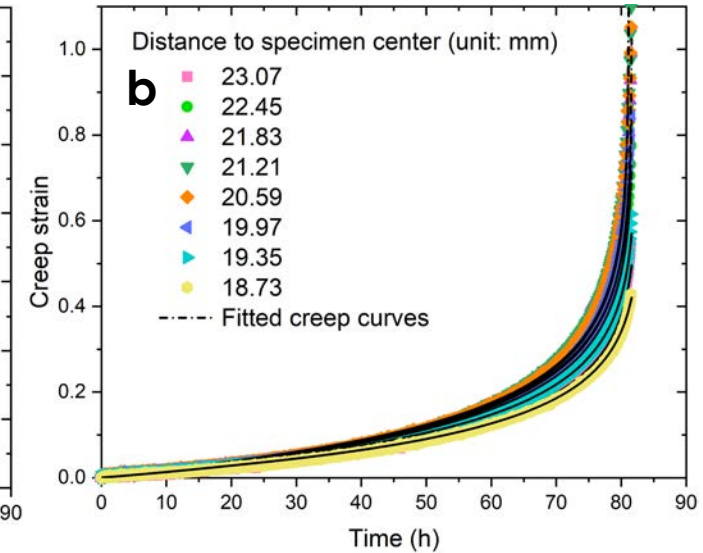 Distance to specimen center (unit: mm)
b
23.07
22.45
21.83
21.21
20.59
19.97
19.35
18.73
Fitted creep curves
Creep strain
1.0
0.8
0.6
0.4
0.2
0.0
90
0 10 20 30 40 50 60 70 80 90
Time (h)